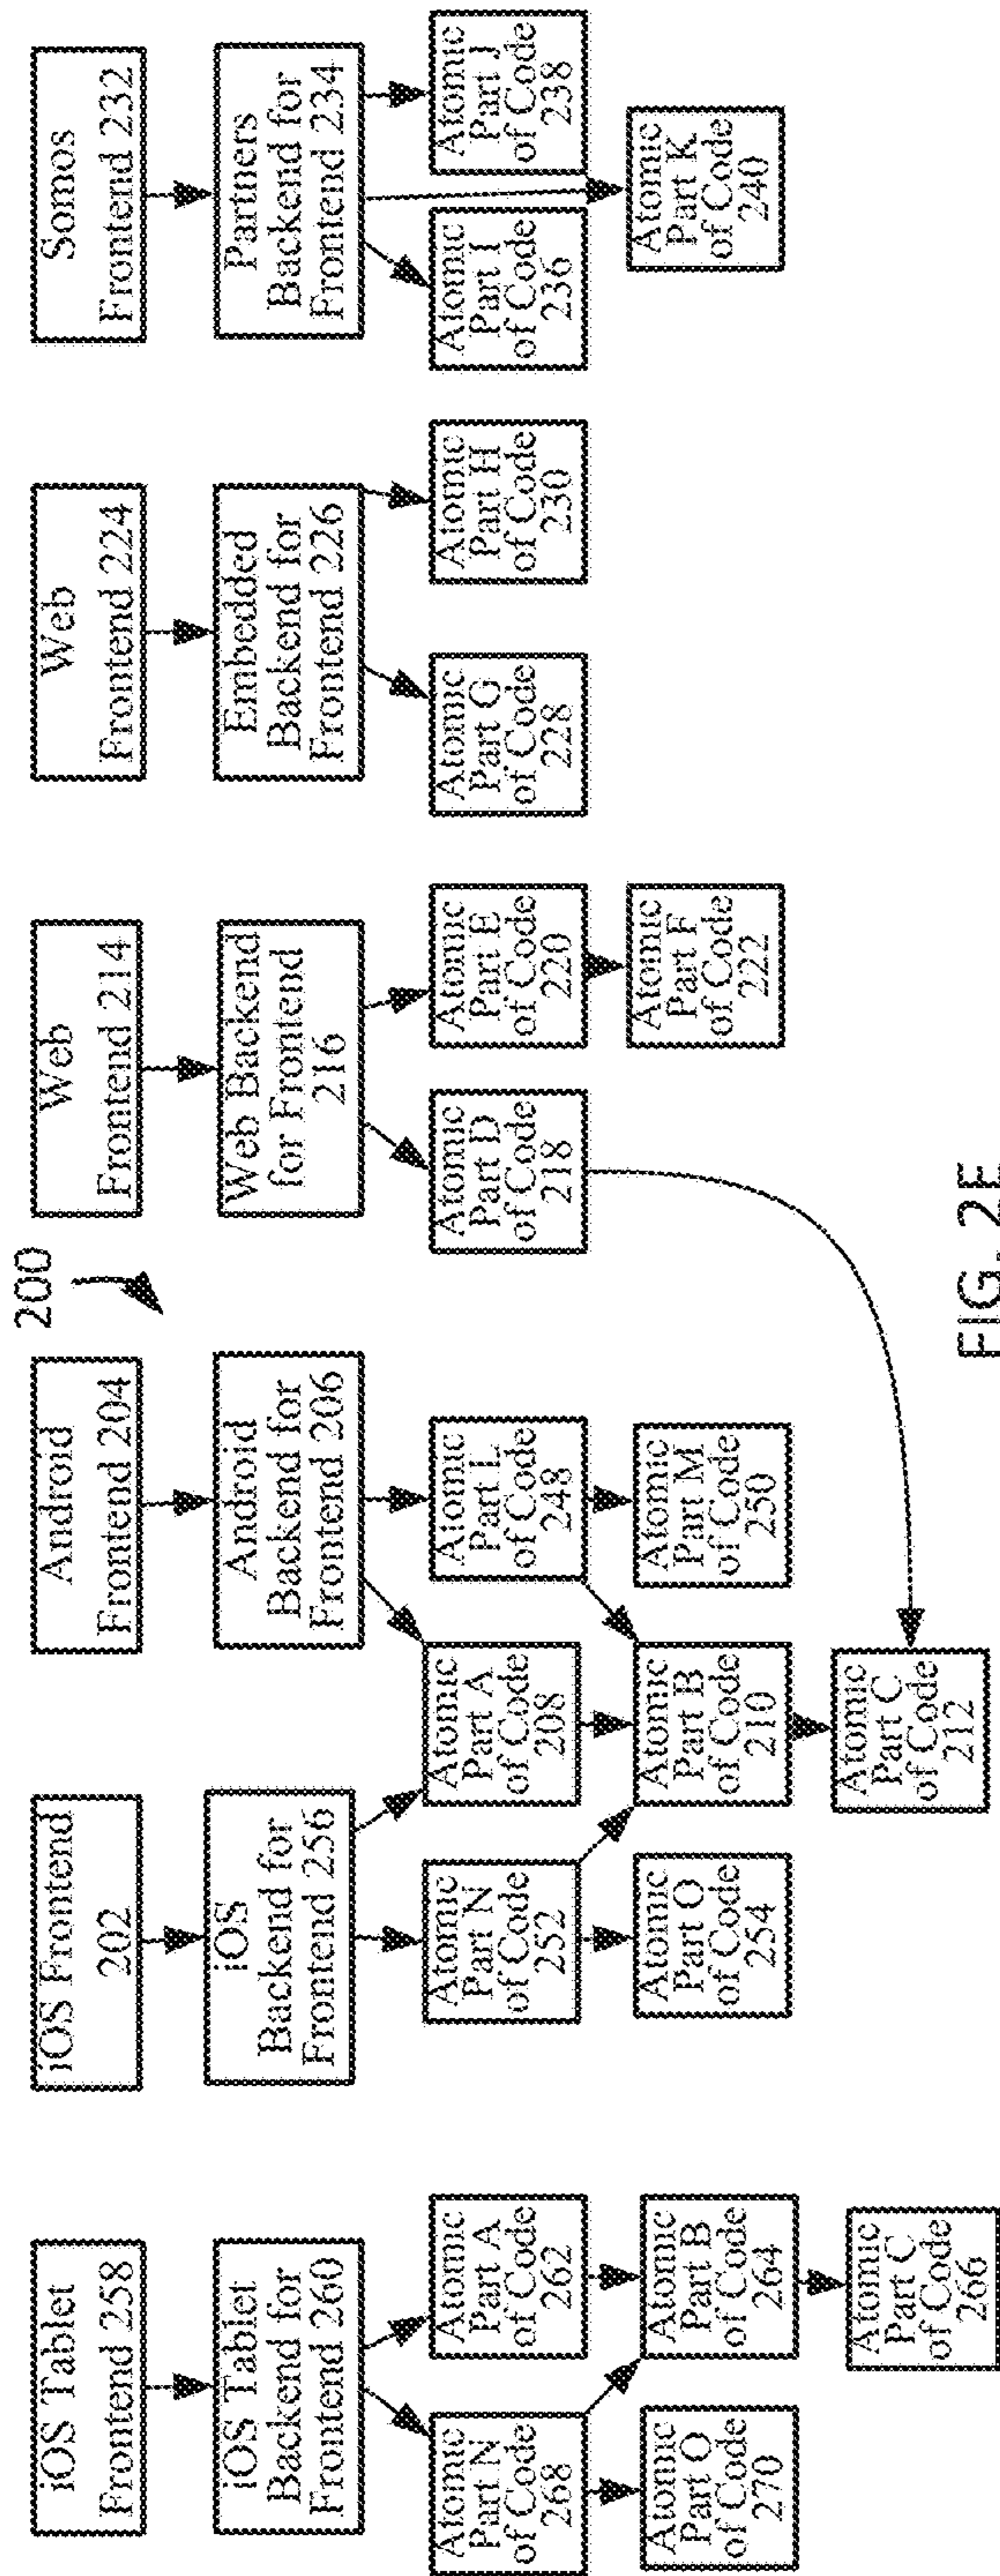 200
iOS Tablet
Frontend 258
iOS Tablet
Backend for
Frontend 260
Atomic
Part N
of Code
268
Atomic
Part A
of Code
262
Atomic
Part O
of Code
270
Atomic
Part B
of Code
264
Atomic
Part C
of Code
266
iOS Frontend
202
iOS
Backend for
Frontend 256
Atomic
Part N
of Code
252
Atomic
Part A
of Code
208
Atomic
Part O
of Code
254
Atomic
Part B
of Code
210
Atomic
Part C
of Code
212
Android
Frontend 204
Android
Backend for
Frontend 206
Atomic
Part L
of Code
248
Atomic
Part M
of Code
250
Web
Frontend 214
Web Backend
for Frontend
216
Atomic
Part D
of Code
218
Atomic
Part E
of Code
220
Atomic
Part F
of Code
222
Web
Frontend 224
Embedded
Backend for
Frontend 226
Atomic
Part G
of Code
228
Atomic
Part H
of Code
230
Somos
Frontend 232
Partners
Backend for
Frontend 234
Atomic
Part I
of Code
236
Atomic
Part J
of Code
238
Atomic
Part K
of Code
240
FIG. 2E